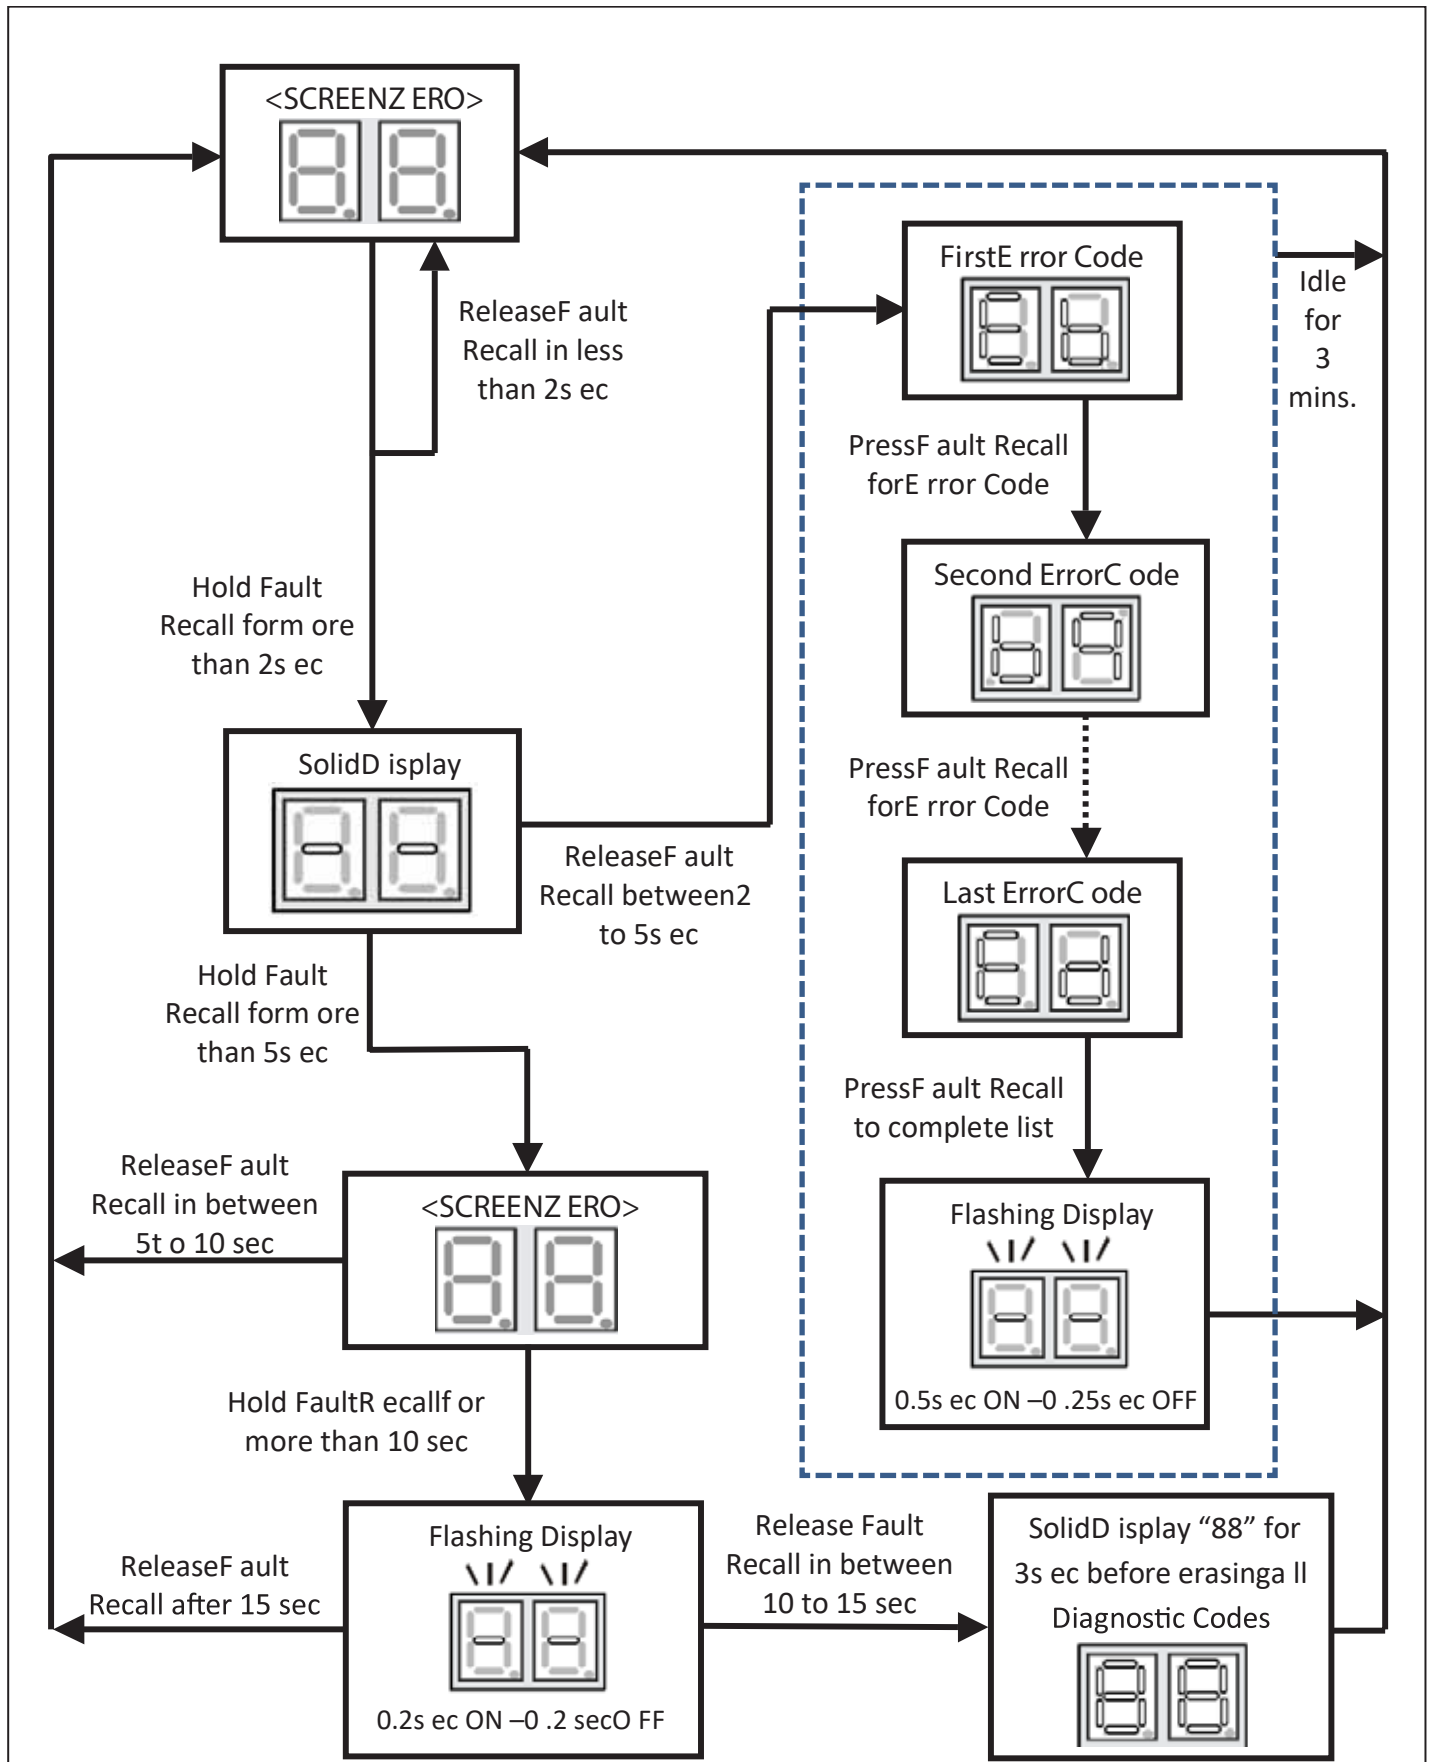 <SCREENZ ERO>
ReleaseF ault
Recall in less
than 2s ec
Hold Fault
Recall form ore
than 2s ec
SolidD isplay
ReleaseF ault
Recall between2
to 5s ec
Hold Fault
Recall form ore
than 5s ec
ReleaseF ault
Recall in between
5t o 10 sec
<SCREENZ ERO>
Hold FaultR ecallf or
more than 10 sec
Flashing Display
0.2s ec ON –0 .2 secO FF
ReleaseF ault
Recall after 15 sec
Release Fault
Recall in between
10 to 15 sec
SolidD isplay “88” for
3s ec before erasinga ll
Diagnostic Codes
88
FirstE rror Code
Eb
PressF ault Recall
forE rror Code
Second ErrorC ode
PressF ault Recall
forE rror Code
Last ErrorC ode
Ed
PressF ault Recall
to complete list
Flashing Display
0.5s ec ON –0 .25s ec OFF
Idle
for
3
mins.